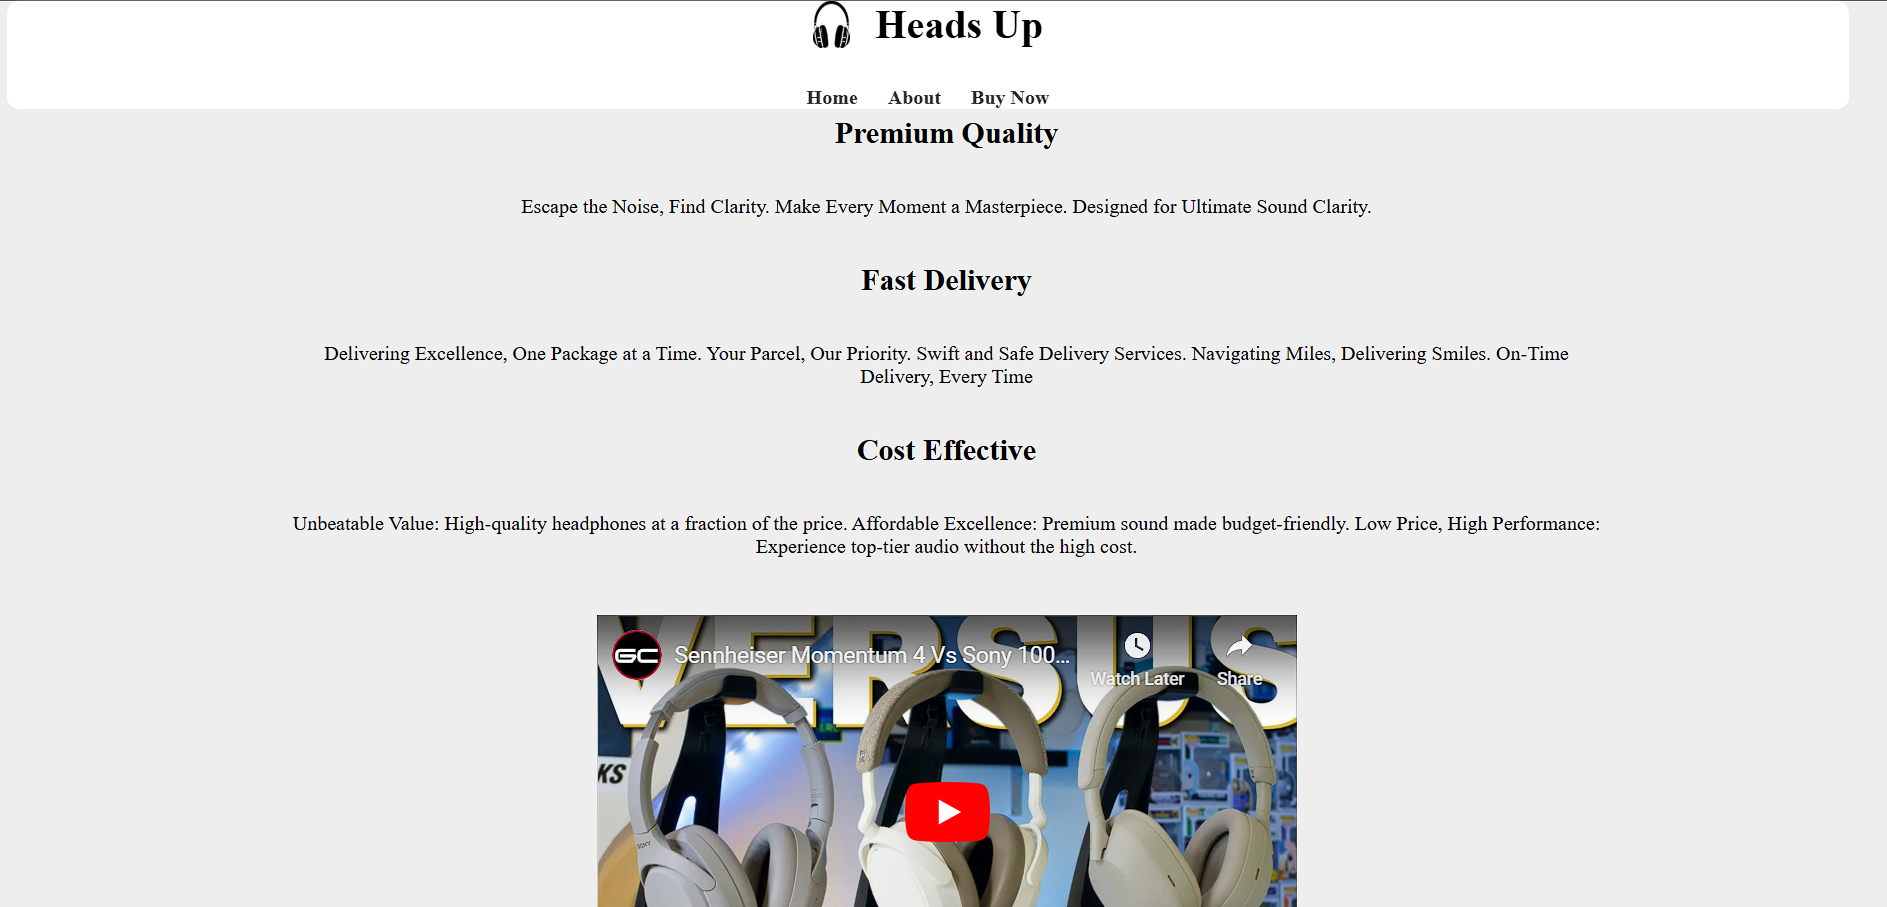 Heads Up
Home About Buy Now
Premium Quality
Escape the Noise, Find Clarity. Make Every Moment a Masterpiece. Designed for Ultimate Sound Clarity.
Fast Delivery
Delivering Excellence, One Package at a Time. Your Parcel, Our Priority. Swift and Safe Delivery Services. Navigating Miles, Delivering Smiles. On-Time
Delivery, Every Time
Cost Effective
Unbeatable Value: High-quality headphones at a fraction of the price. Affordable Excellence: Premium sound made budget-friendly. Low Price, High Performance:
Experience top-tier audio without the high cost.
VERSUS
GC Sennheiser Momentum 4 Vs Sony 100...
Watch Later Share
KS
SONY